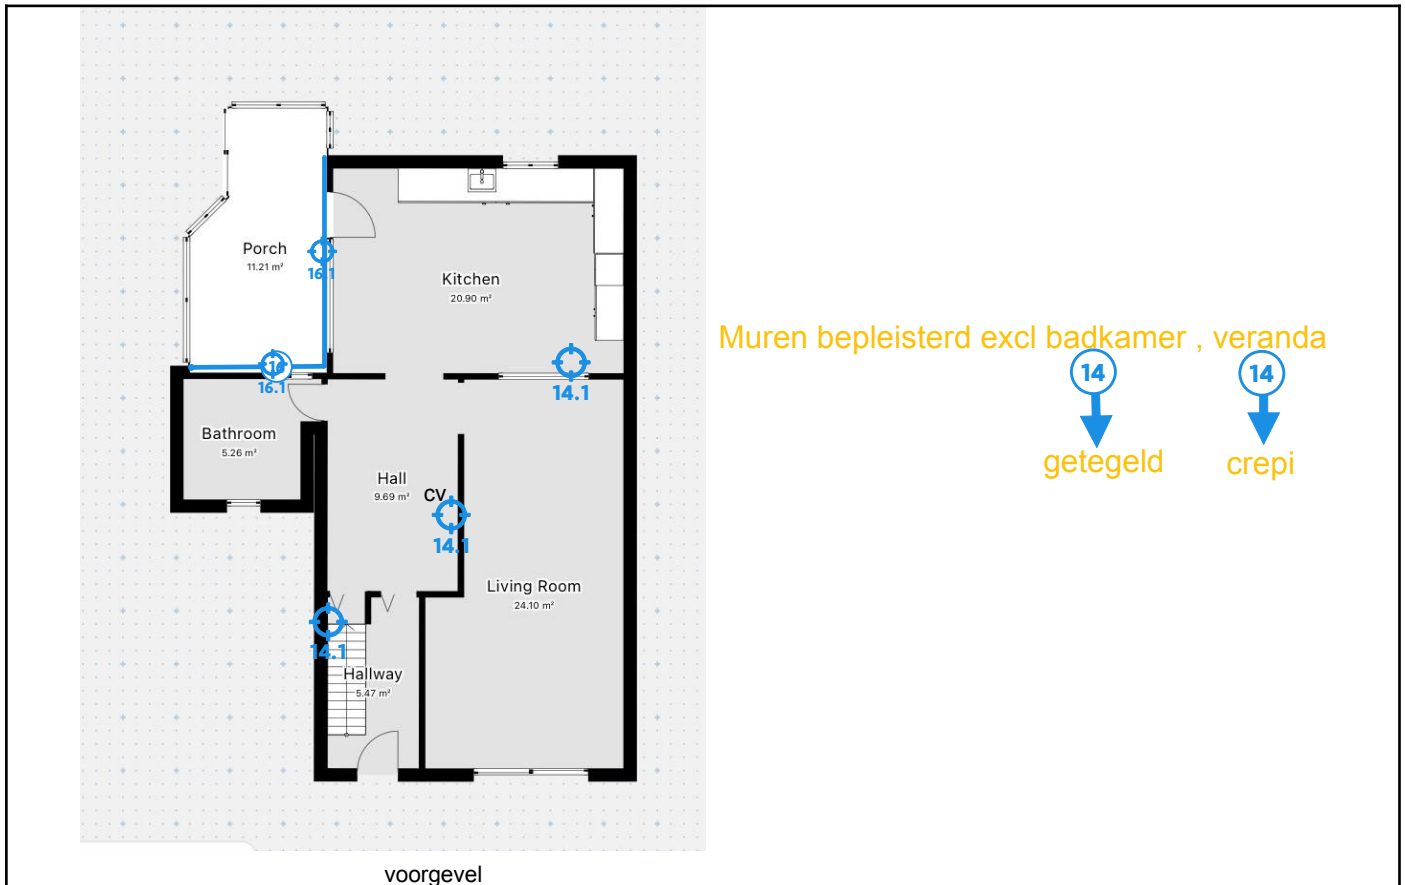 Porch
11.21 m²
16.1
Kitchen
20.90 m²
16
16.1
14.1
Muren bepleisterd excl badkamer , veranda
14
14
getegeld
crepi
Bathroom
5.26 m²
Hall
9.69 m²
CV
14.1
Living Room
24.10 m²
14.1
Hallway
5.47 m²
voorgevel